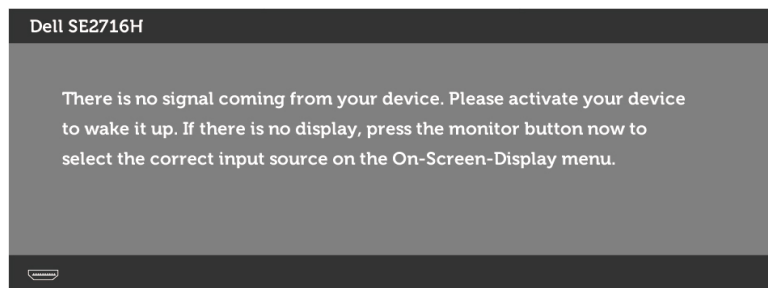 Dell SE2716H
There is no signal coming from your device. Please activate your device
to wake it up. If there is no display, press the monitor button now to
select the correct input source on the On-Screen-Display menu.